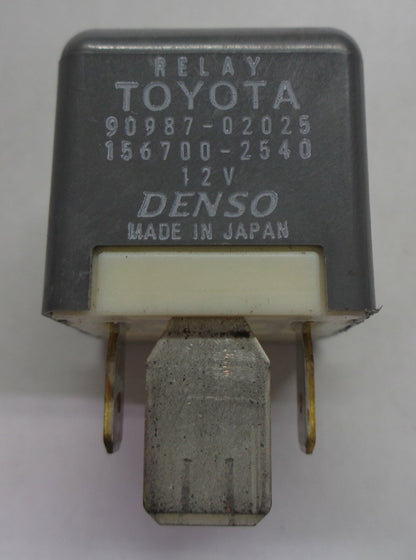 RELAY
TOYOTA
90987-02025
156700-2540
12V
DENSO
MADE IN JAPAN